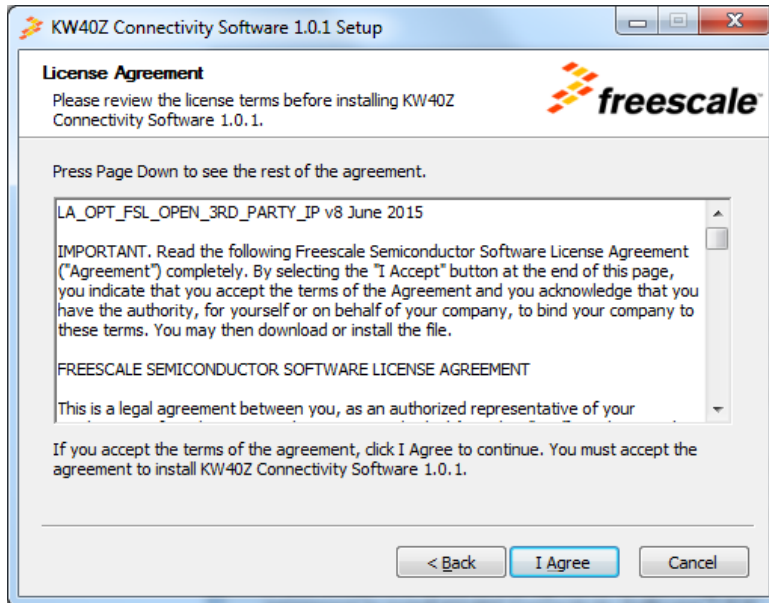 KW40Z Connectivity Software 1.0.1 Setup
License Agreement
Please review the license terms before installing KW40Z
Connectivity Software 1.0.1.
freescale
Press Page Down to see the rest of the agreement.
LA_OPT_FSL_OPEN_3RD_PARTY_IP v8 June 2015
IMPORTANT. Read the following Freescale Semiconductor Software License Agreement
("Agreement") completely. By selecting the "I Accept" button at the end of this page,
you indicate that you accept the terms of the Agreement and you acknowledge that you
have the authority, for yourself or on behalf of your company, to bind your company to
these terms. You may then download or install the file.
FREESCALE SEMICONDUCTOR SOFTWARE LICENSE AGREEMENT
This is a legal agreement between you, as an authorized representative of your
If you accept the terms of the agreement, click I Agree to continue. You must accept the
agreement to install KW40Z Connectivity Software 1.0.1.
< Back
I Agree
Cancel